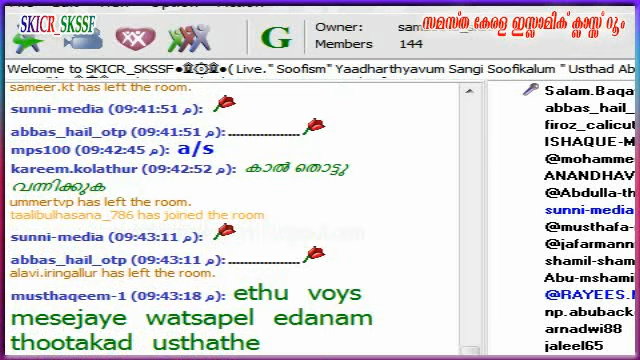 SKICR_SKSSF
സമസ്ത കേരള ഇസ്ലാമിക് ക്ലാസ്സ് റൂം
G
Owner:
Members 144
Welcome to SKICR_SKSSF●۩۞۩●(Live." Soofism" Yaadharthyavum Sangi Soofikalum " Usthad Ab
sameer.kt has left the room.
sunni-media (09:41:51 م):
abbas_hail_otp (09:41:51 م):..................
mps100 (09:42:45 م): a/s
kareem.kolathur (09:42:52 م): കാൽ തൊട്ടു
വന്നിക്കുക
ummertvp has left the room.
taalibulhasana_786 has joined the room
sunni-media (09:43:11 م):
abbas_hail_otp (09:43:11 م):..................
alavi.iringallur has left the room.
musthaqeem-1 (09:43:18 م): ethu voys
mesejaye watsapel edanam
thootakad usthathe
Salam.Baqa
abbas_hail_
firoz_calicut
ISHAQUE-M
@mohamme
ANANDHAV
@Abdulla-th
sunni-media
@musthafa-
@jafarmann
shamil-sham
Abu-mshami
@RAYEES.M
np.abuback
arnadwi88
jaleel65